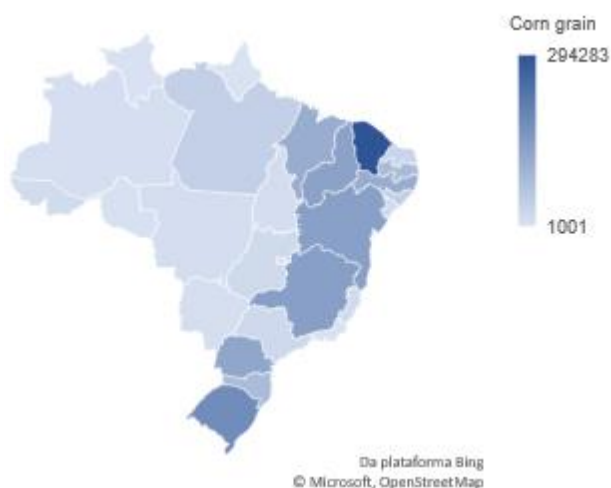 Corn grain
294283
1001
Da plataforma Bing
© Microsoft, OpenStreetMap